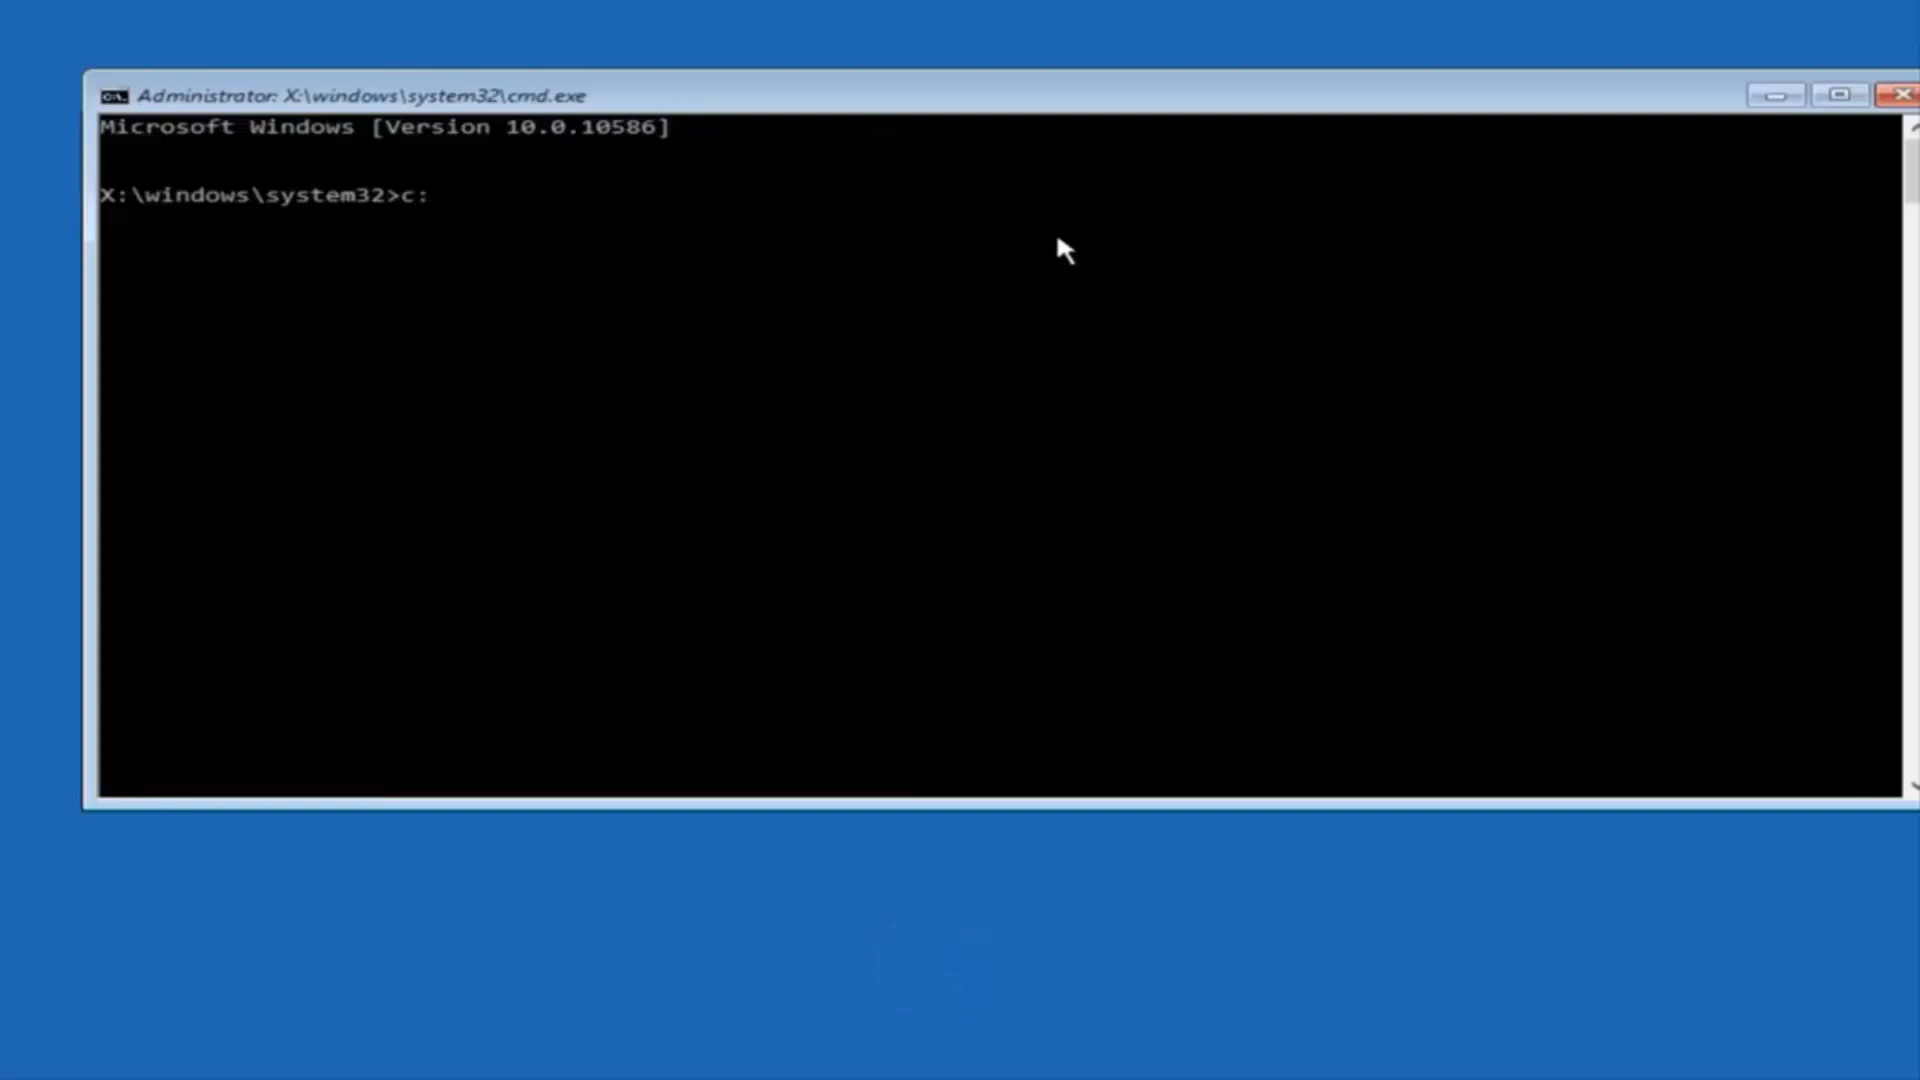 Administrator: X:\windows\system32\cmd.exe
Microsoft Windows [Version 10.0.10586]
X:\windows\system32>c: